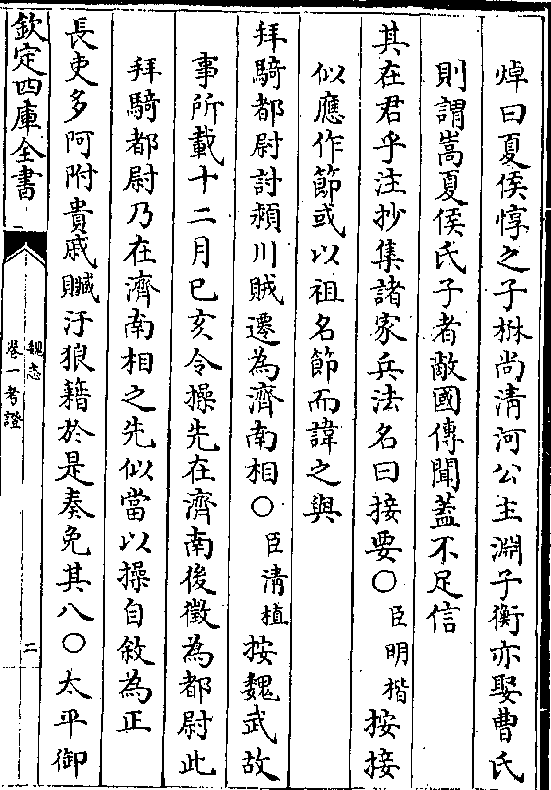 焯曰夏侯惇之子楙尚清河公主淵子衡亦娶曹氏
則謂嵩夏侯氏子者敵國傳聞蓋不足信
其在君乎注抄集諸家兵法名曰接要○臣明楷按接
似應作節或以祖名節而諱之與
拜騎都尉討潁川賊遷為濟南相○臣清植按魏武故
事所載十二月己亥令操先在濟南後徵為都尉此
拜騎都尉乃在濟南相之先似當以操自敘為正
長吏多阿附貴戚贓汙狼籍於是奏免其八○太平御
欽定四庫全書
魏志
卷一考證
二